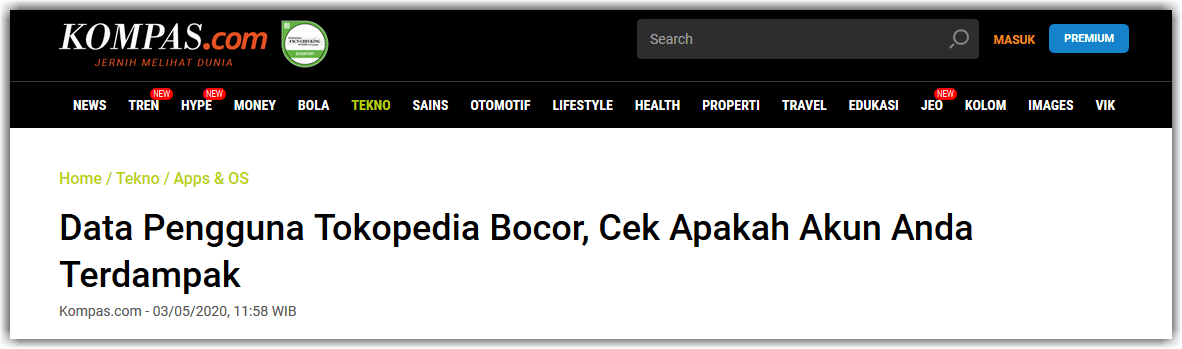 KOMPAS.com
JERNIH MELIHAT DUNIA
Search
MASUK
PREMIUM
NEW NEW NEW
NEWS TREN HYPE MONEY BOLA TEKNO SAINS OTOMOTIF LIFESTYLE HEALTH PROPERTI TRAVEL EDUKASI JEO KOLOM IMAGES VIK
Home / Tekno / Apps & OS
Data Pengguna Tokopedia Bocor, Cek Apakah Akun Anda
Terdampak
Kompas.com - 03/05/2020, 11:58 WIB